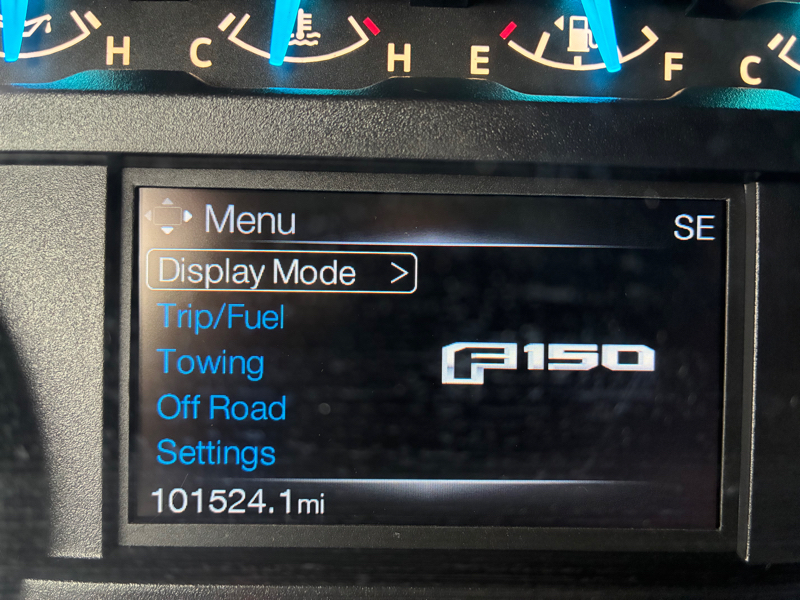 H C H E F C
Menu SE
Display Mode >
Trip/Fuel
F150
Towing
Off Road
Settings
101524.1mi